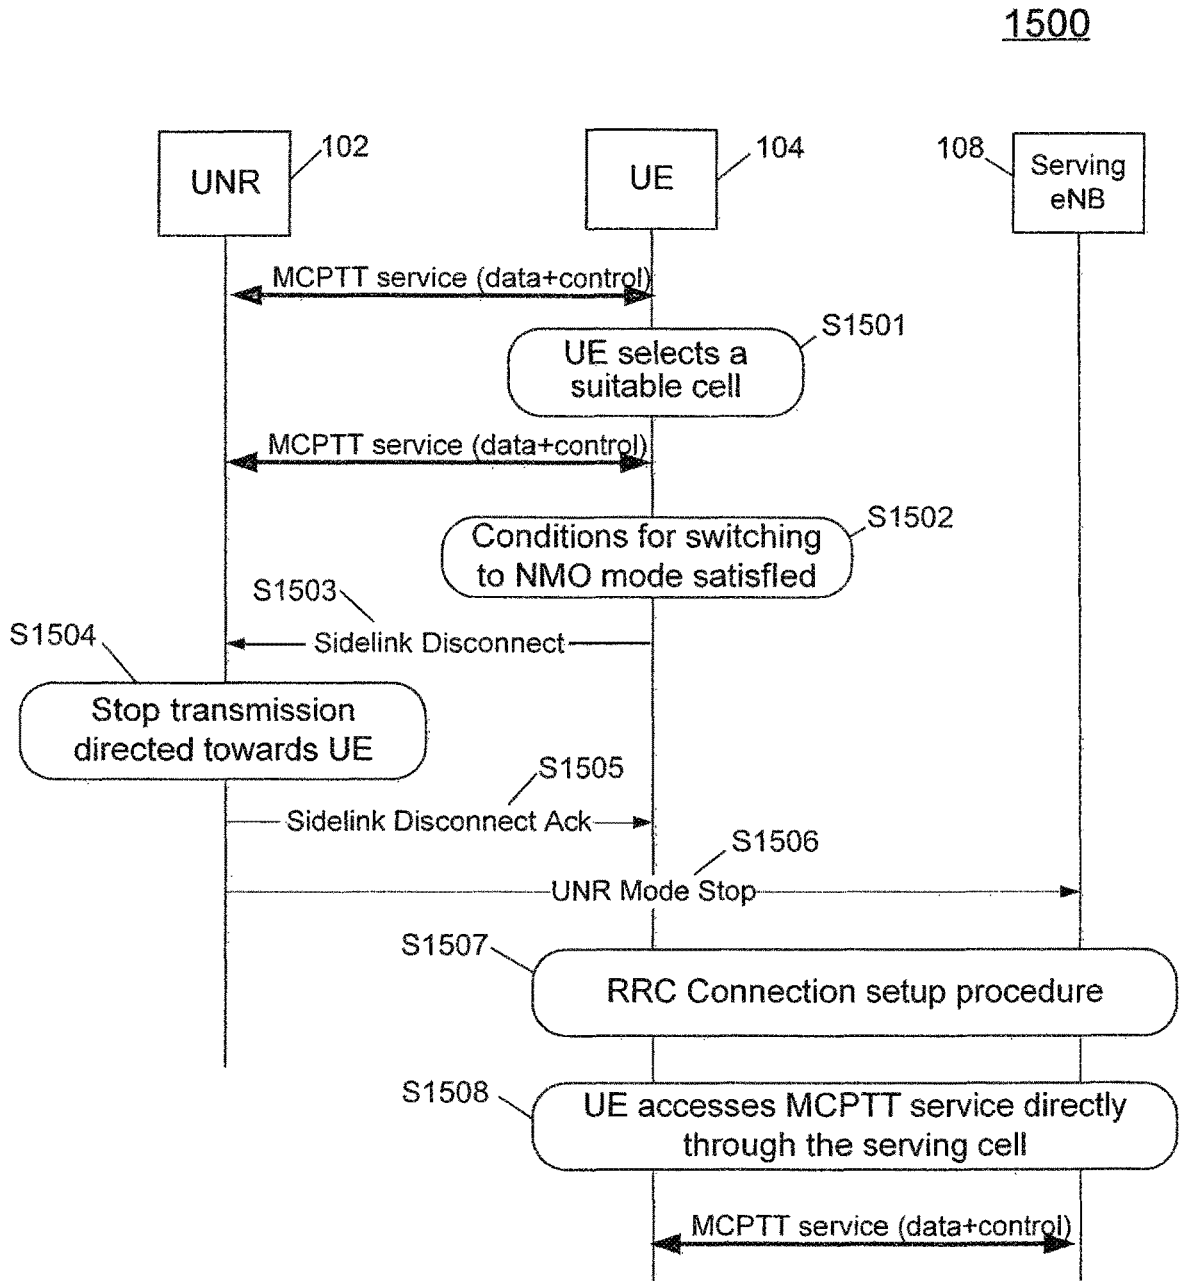 1500
102
104
108
UNR
UE
Serving
eNB
MCPTT service (data+control)
S1501
UE selects a
suitable cell
MCPTT service (data+control)
S1502
Conditions for switching
to NMO mode satisfied
S1503
Sidelink Disconnect
S1504
Stop transmission
directed towards UE
S1505
Sidelink Disconnect Ack
S1506
UNR Mode Stop
S1507
RRC Connection setup procedure
S1508
UE accesses MCPTT service directly
through the serving cell
MCPTT service (data+control)